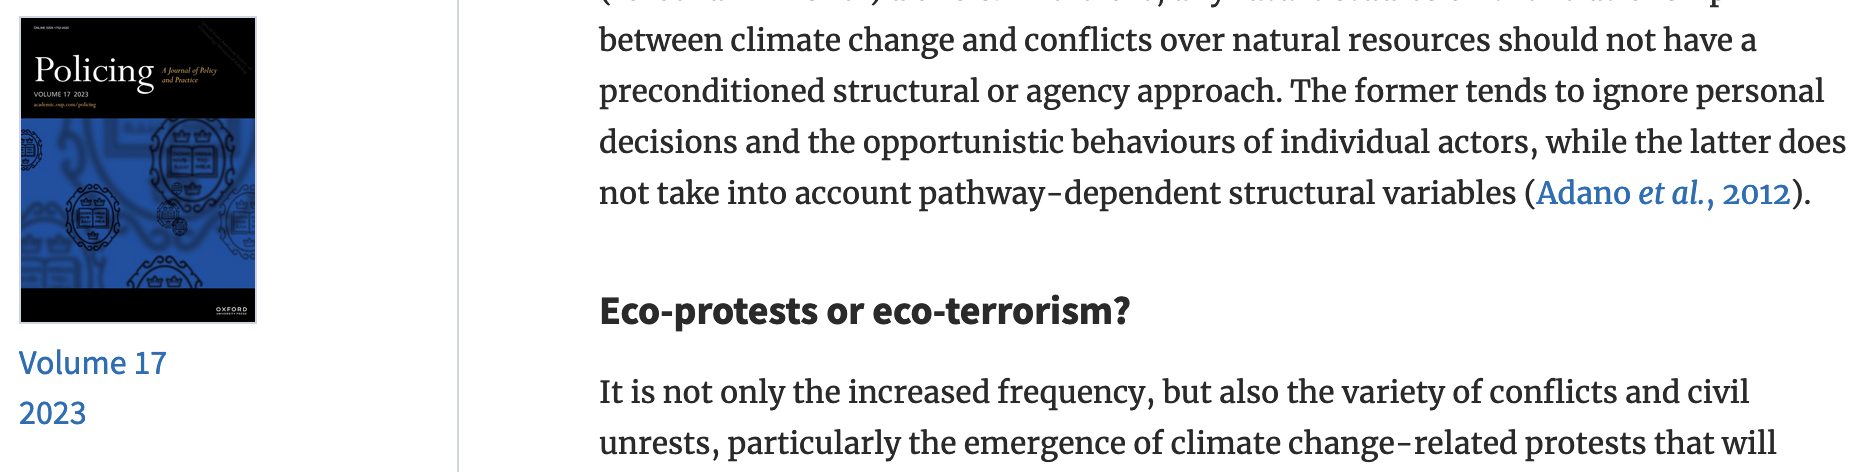 Policing
A Journal of Policy
and Practice
VOLUME 17 2023
academic.oup.com/policing
OXFORD
UNIVERSITY PRESS
Volume 17
2023
between climate change and conflicts over natural resources should not have a
preconditioned structural or agency approach. The former tends to ignore personal
decisions and the opportunistic behaviours of individual actors, while the latter does
not take into account pathway-dependent structural variables (Adano et al., 2012).
Eco-protests or eco-terrorism?
It is not only the increased frequency, but also the variety of conflicts and civil
unrests, particularly the emergence of climate change-related protests that will